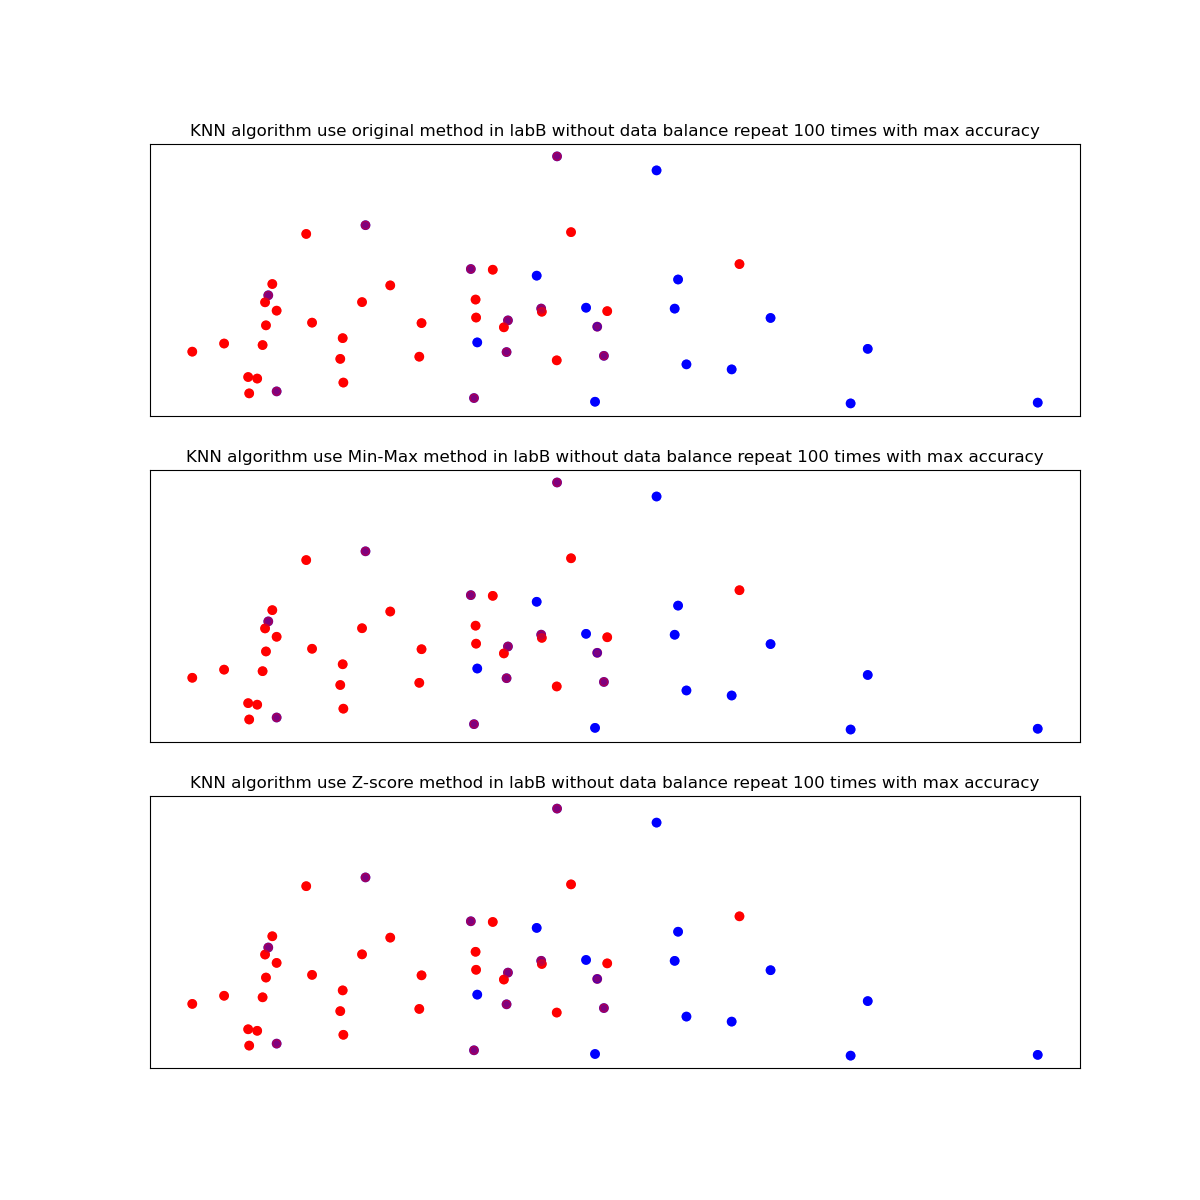 KNN algorithm use original method in labB without data balance repeat 100 times with max accuracy
KNN algorithm use Min-Max method in labB without data balance repeat 100 times with max accuracy
KNN algorithm use Z-score method in labB without data balance repeat 100 times with max accuracy